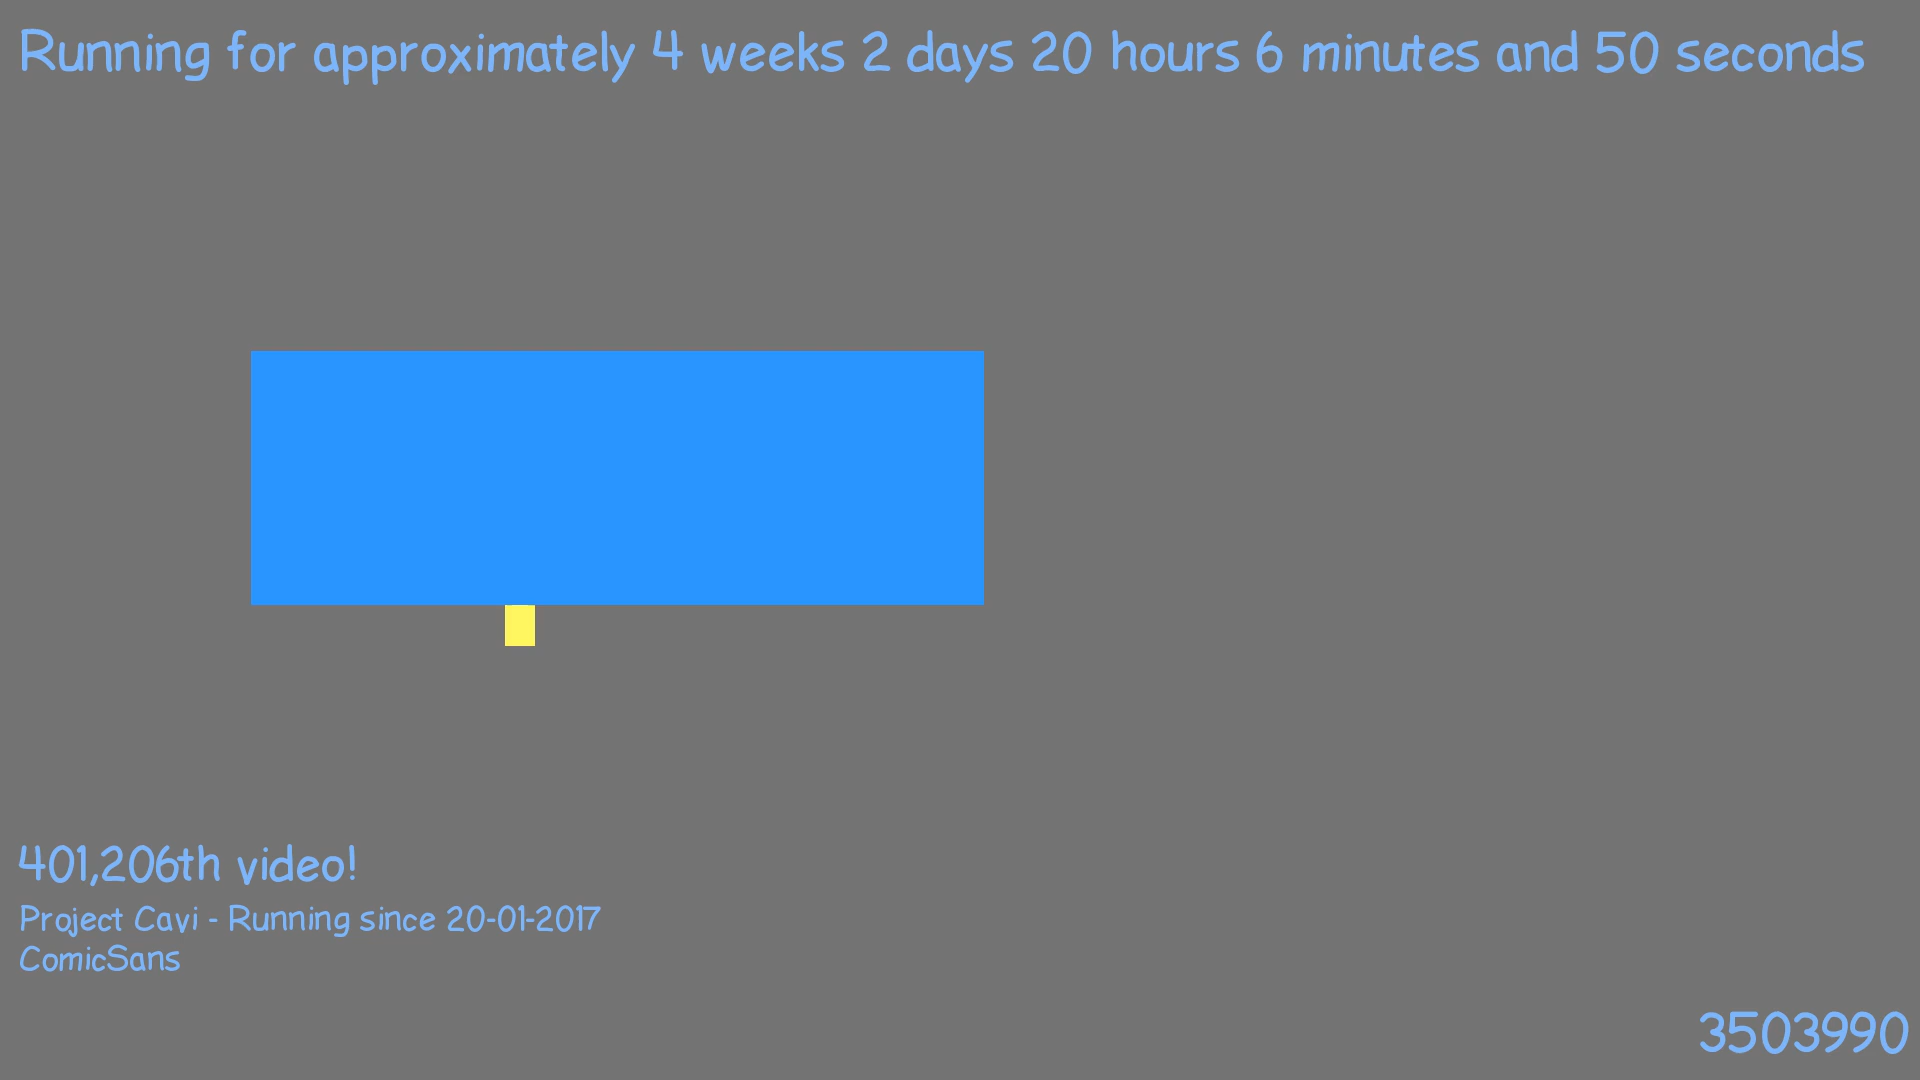 Running for approximately 4 weeks 2 days 20 hours 6 minutes and 50 seconds
401,206th video!
Project Cavi - Running since 20-01-2017
ComicSans
3503990